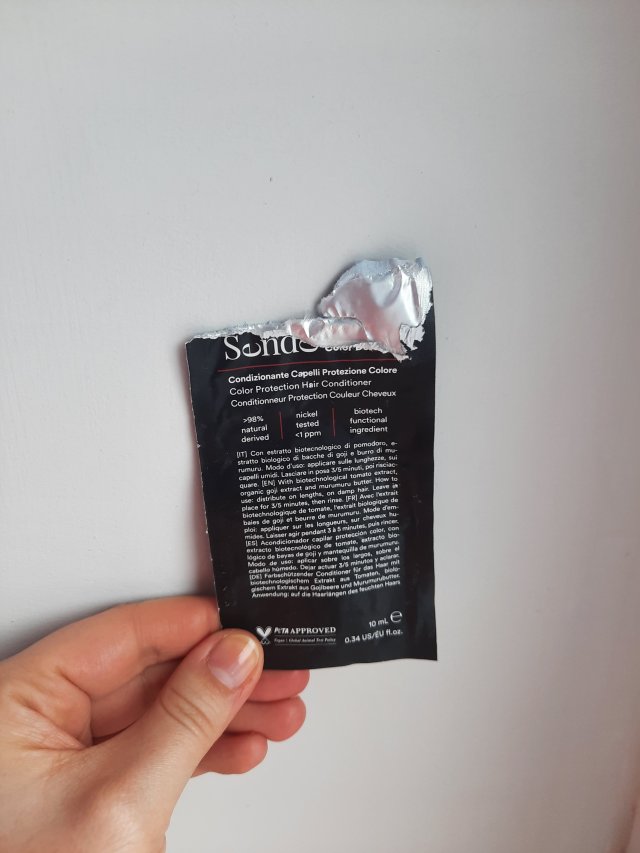 Condizionante Capelli Protezione Colore
Color Protection Hair Conditioner
Conditionneur Protection Couleur Cheveux
>98%
natural
derived
nickel
tested
<1 ppm
biotech
functional
ingredient
[IT] Con estratto biotecnologico di pomodoro, e-
stratto biologico di bacche di goji e burro di mu-
rumuru. Modo d'uso: applicare sulle lunghezze, sui
capelli umidi. Lasciare in posa 3/5 minuti, poi risciac-
quare. [EN] With biotechnological tomato extract,
organic goji extract and murumuru butter. How to
use: distribute on lengths, on damp hair. Leave in
place for 3/5 minutes, then rinse. [FR] Avec l'extrait
biotechnologique de tomate, l'extrait biologique de
baies de goji et beurre de murumuru. Mode d'em-
ploi: appliquer sur les longueurs, sur cheveux hu-
mides. Laisser agir pendant 3 à 5 minutes, puis rincer.
[ES] Acondicionador capilar protección color, con
extracto biotecnológico de tomate, extracto bio-
lógico de bayas de goji y mantequilla de murumuru.
Modo de uso: aplicar sobre los largos, sobre el
cabello húmedo. Dejar actuar 3/5 minutos y aclarar.
[DE] Farbschützender Conditioner für das Haar mit
biotechnologischem Extrakt aus Tomaten, biolo-
gischem Extrakt aus Gojibeere und Murumurubutter.
Anwendung: auf die Haarlängen des feuchten Haars
PETA APPROVED
Vegan | Global Animal Test Policy
10 mL e
0.34 US/EU fl.oz.